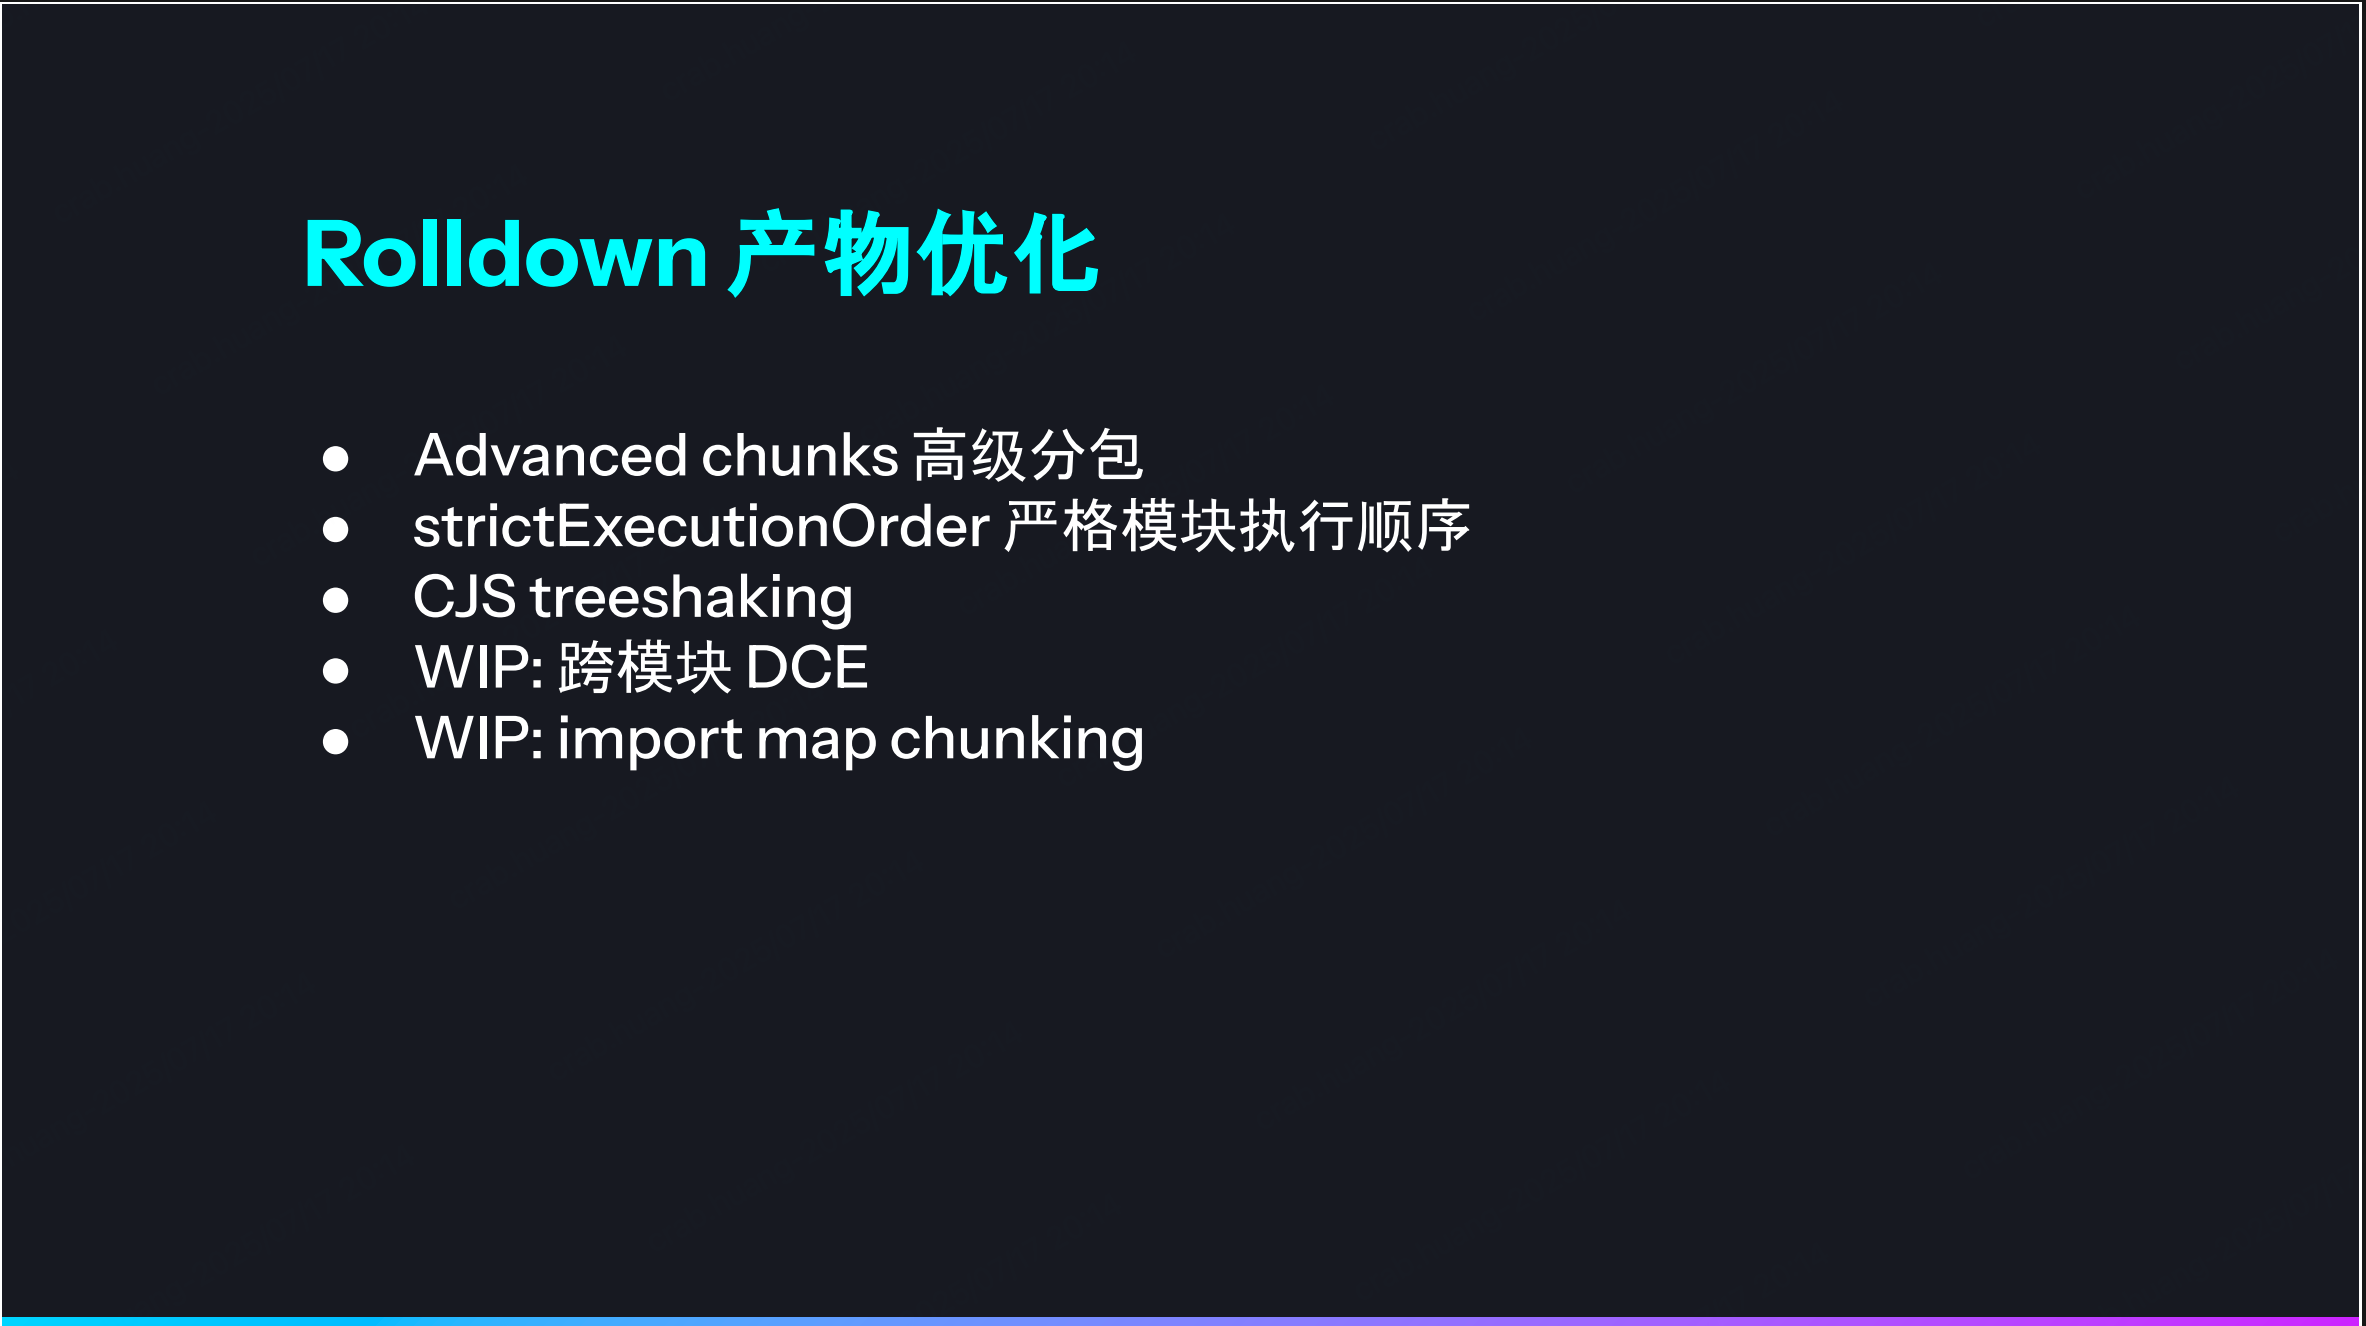 Rolldown 产物优化
● Advanced chunks 高级分包
● strictExecutionOrder 严格模块执行顺序
● CJS treeshaking
● WIP: 跨模块 DCE
● WIP: import map chunking